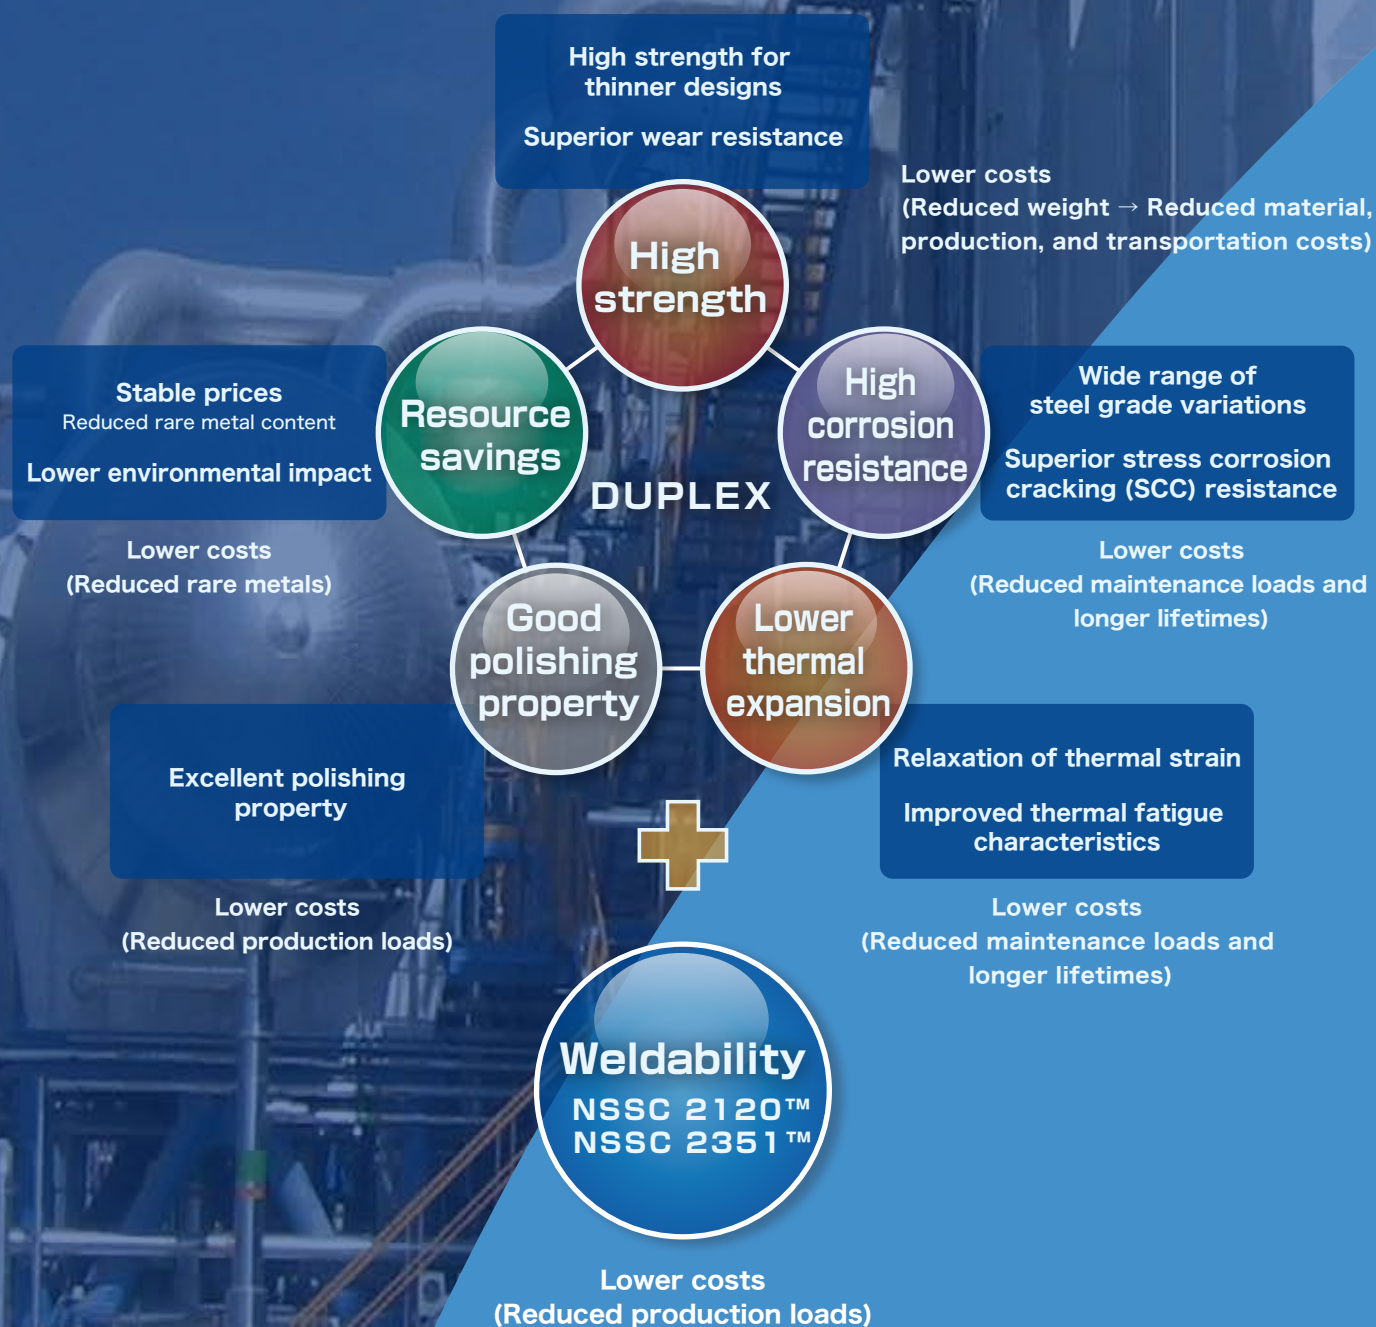 High strength for
thinner designs
Superior wear resistance
Lower costs
(Reduced weight → Reduced material,
production, and transportation costs)
High
strength
Stable prices
Reduced rare metal content
Lower environmental impact
Lower costs
(Reduced rare metals)
Resource
savings
DUPLEX
High
corrosion
resistance
Wide range of
steel grade variations
Superior stress corrosion
cracking (SCC) resistance
Lower costs
(Reduced maintenance loads and
longer lifetimes)
Good
polishing
property
Excellent polishing
property
Lower costs
(Reduced production loads)
Lower
thermal
expansion
Relaxation of thermal strain
Improved thermal fatigue
characteristics
Lower costs
(Reduced maintenance loads and
longer lifetimes)
Weldability
NSSC 2120™
NSSC 2351™
Lower costs
(Reduced production loads)